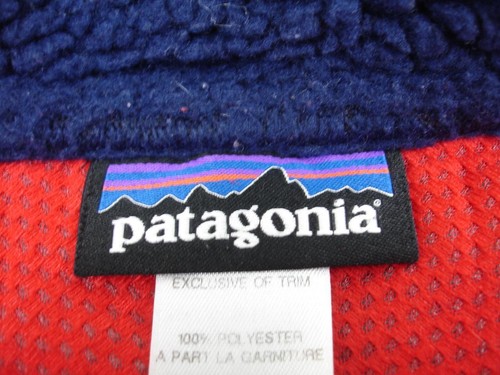 patagonia®
EXCLUSIVE OF TRIM
100% POLYESTER
A PART LA GARNITURE